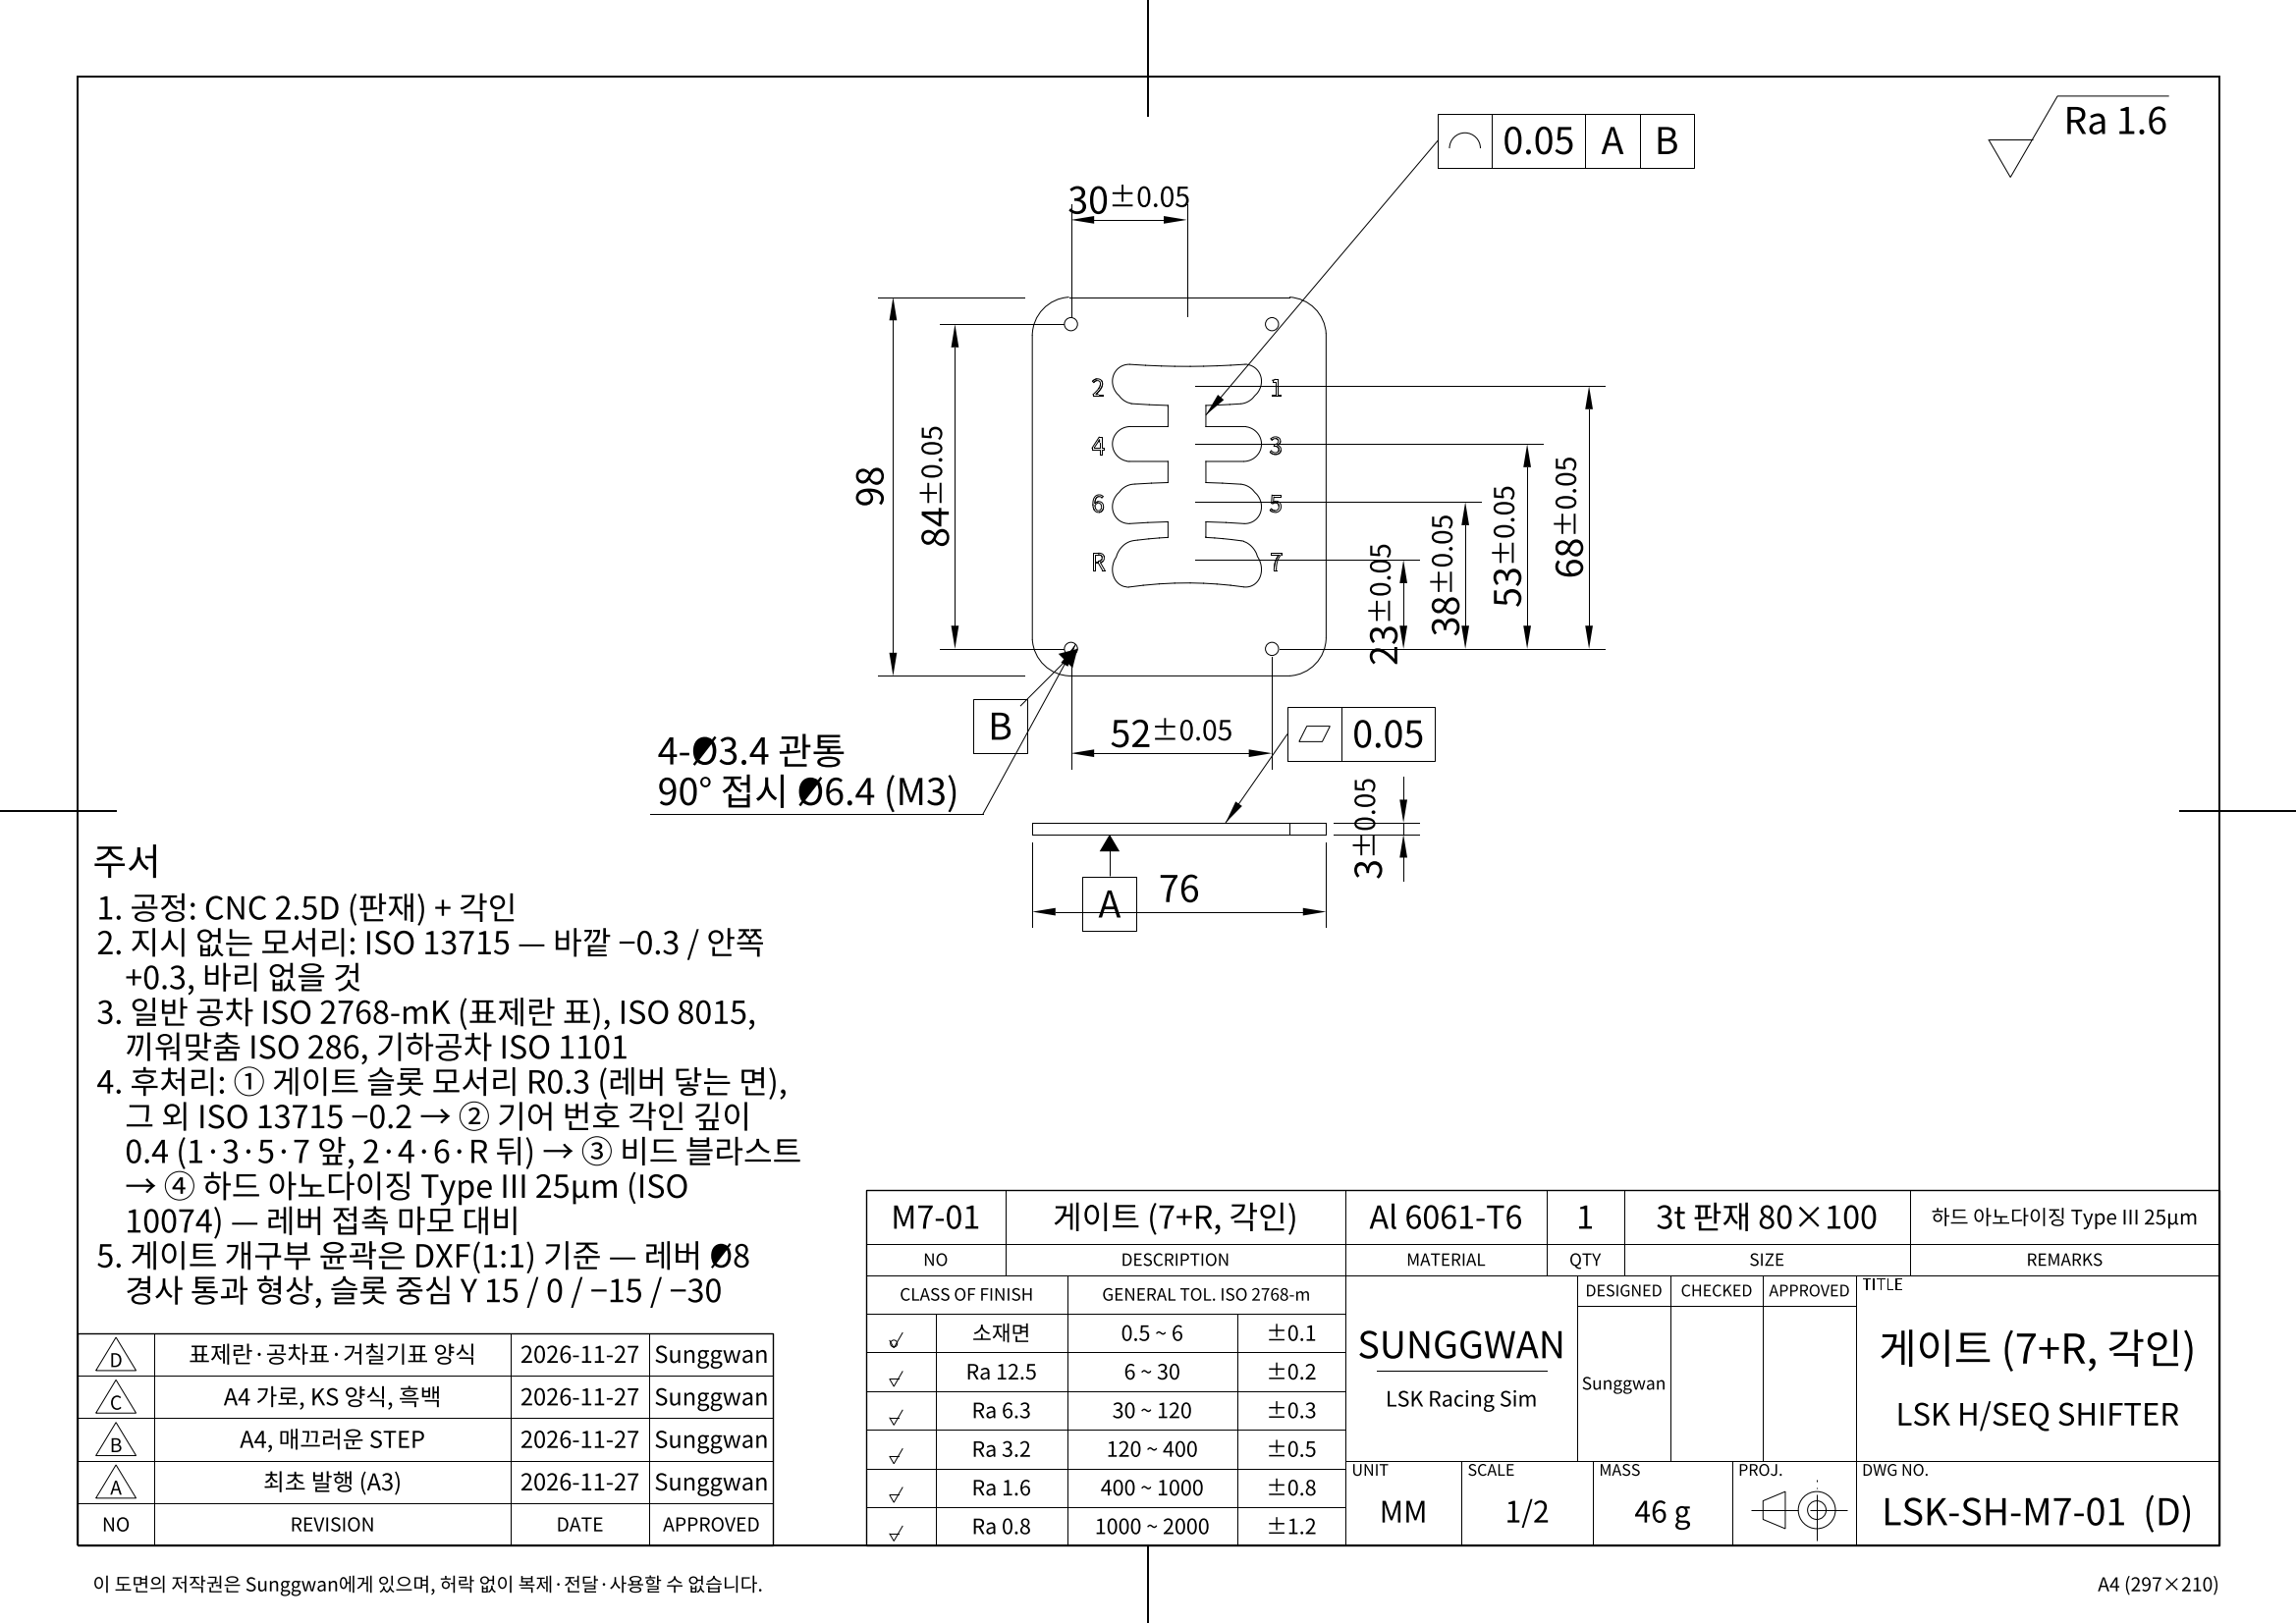 Ra 1.6
0.05 A B
30±0.05
98
84±0.05
2
1
4
3
6
5
R
7
23±0.05
38±0.05
53±0.05
68±0.05
B
52±0.05
0.05
4-Ø3.4 관통
90° 접시 Ø6.4 (M3)
3±0.05
A
76
주서
1. 공정: CNC 2.5D (판재) + 각인
2. 지시 없는 모서리: ISO 13715 — 바깥 −0.3 / 안쪽
+0.3, 바리 없을 것
3. 일반 공차 ISO 2768-mK (표제란 표), ISO 8015,
끼워맞춤 ISO 286, 기하공차 ISO 1101
4. 후처리: ① 게이트 슬롯 모서리 R0.3 (레버 닿는 면),
그 외 ISO 13715 −0.2 → ② 기어 번호 각인 깊이
0.4 (1·3·5·7 앞, 2·4·6·R 뒤) → ③ 비드 블라스트
→ ④ 하드 아노다이징 Type III 25µm (ISO
10074) — 레버 접촉 마모 대비
5. 게이트 개구부 윤곽은 DXF(1:1) 기준 — 레버 Ø8
경사 통과 형상, 슬롯 중심 Y 15 / 0 / −15 / −30
D 표제란·공차표·거칠기표 양식 2026-11-27 Sunggwan
C A4 가로, KS 양식, 흑백 2026-11-27 Sunggwan
B A4, 매끄러운 STEP 2026-11-27 Sunggwan
A 최초 발행 (A3) 2026-11-27 Sunggwan
NO REVISION DATE APPROVED
M7-01 게이트 (7+R, 각인) Al 6061-T6 1 3t 판재 80×100 하드 아노다이징 Type III 25µm
NO DESCRIPTION MATERIAL QTY SIZE REMARKS
CLASS OF FINISH GENERAL TOL. ISO 2768-m
소재면 0.5 ~ 6 ±0.1
Ra 12.5 6 ~ 30 ±0.2
Ra 6.3 30 ~ 120 ±0.3
Ra 3.2 120 ~ 400 ±0.5
Ra 1.6 400 ~ 1000 ±0.8
Ra 0.8 1000 ~ 2000 ±1.2
SUNGGWAN
LSK Racing Sim
DESIGNED CHECKED APPROVED
Sunggwan
TITLE
게이트 (7+R, 각인)
LSK H/SEQ SHIFTER
UNIT
MM
SCALE
1/2
MASS
46 g
PROJ.
DWG NO.
LSK-SH-M7-01 (D)
이 도면의 저작권은 Sunggwan에게 있으며, 허락 없이 복제·전달·사용할 수 없습니다.
A4 (297×210)